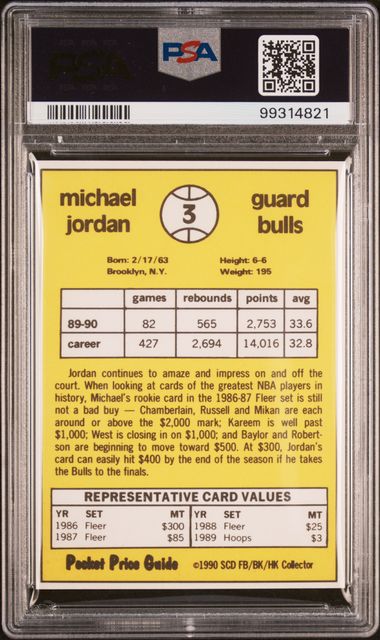 PSA
99314821
michael jordan
3
guard bulls
Born: 2/17/63
Brooklyn, N.Y.
Height: 6-6
Weight: 195
games rebounds points avg
89-90 82 565 2,753 33.6
career 427 2,694 14,016 32.8
Jordan continues to amaze and impress on and off the
court. When looking at cards of the greatest NBA players in
history, Michael's rookie card in the 1986-87 Fleer set is still
not a bad buy — Chamberlain, Russell and Mikan are each
around or above the $2,000 mark; Kareem is well past
$1,000; West is closing in on $1,000; and Baylor and Robert-
son are beginning to move toward $500. At $300, Jordan's
card can easily hit $400 by the end of the season if he takes
the Bulls to the finals.
REPRESENTATIVE CARD VALUES
YR SET MT YR SET MT
1986 Fleer $300 1988 Fleer $25
1987 Fleer $85 1989 Hoops $3
Pocket Price Guide ©1990 SCD FB/BK/HK Collector